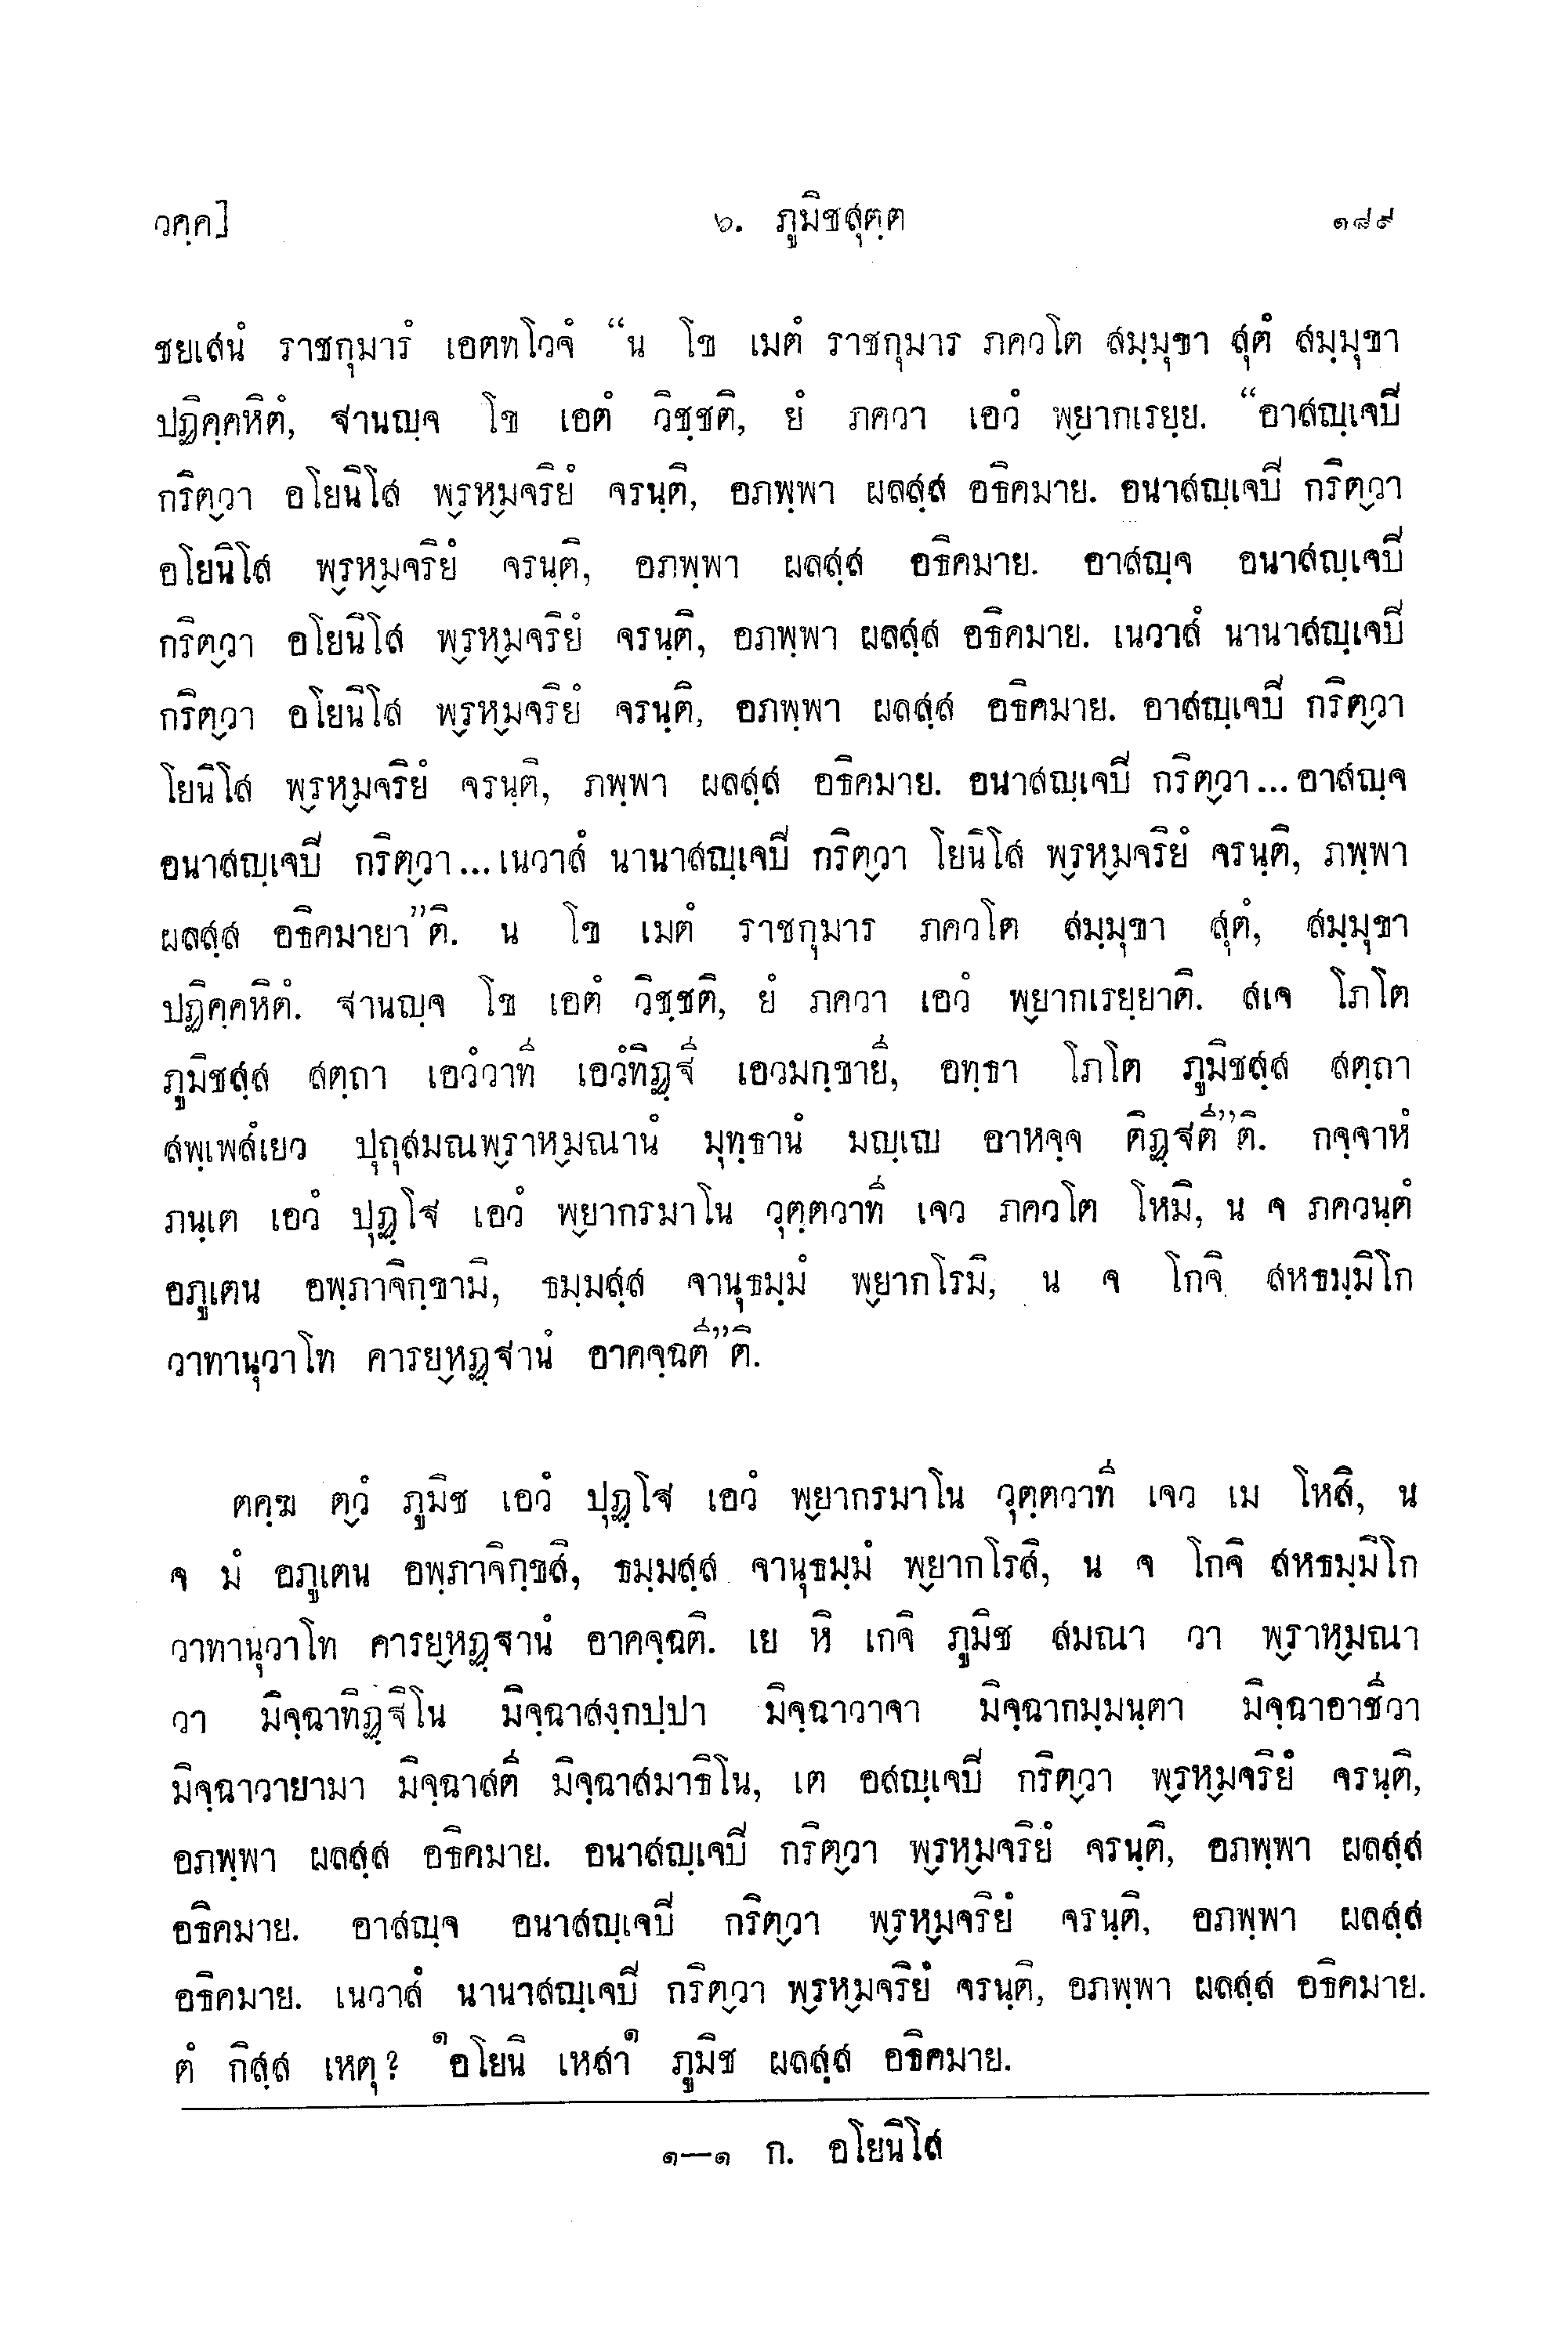 วคฺค]
๖. ภูมิชสุตฺต
๑๘๙
ชยเสนํ ราชกุมารํ เอตทโวจํ “น โข เมตํ ราชกุมาร ภควโต สมฺมุขา สุตํ สมฺมุขา
ปฏิคฺคหิตํ, ฐานญฺจ โข เอตํ วิชฺชติ, ยํ ภควา เอวํ พฺยากเรยฺย. “อาสญฺเจปี
กริตฺวา อโยนิโส พฺรหฺมจริยํ จรนฺติ, อภพฺพา ผลสฺส อธิคมาย. อนาสญฺเจปี กริตฺวา
อโยนิโส พฺรหฺมจริยํ จรนฺติ, อภพฺพา ผลสฺส อธิคมาย. อาสญฺจ อนาสญฺเจปี
กริตฺวา อโยนิโส พฺรหฺมจริยํ จรนฺติ, อภพฺพา ผลสฺส อธิคมาย. เนวาสํ นานาสญฺเจปี
กริตฺวา อโยนิโส พฺรหฺมจริยํ จรนฺติ, อภพฺพา ผลสฺส อธิคมาย. อาสญฺเจปี กริตฺวา
โยนิโส พฺรหฺมจริยํ จรนฺติ, ภพฺพา ผลสฺส อธิคมาย. อนาสญฺเจปี กริตฺวา...อาสญฺจ
อนาสญฺเจปี กริตฺวา...เนวาสํ นานาสญฺเจปี กริตฺวา โยนิโส พฺรหฺมจริยํ จรนฺติ, ภพฺพา
ผลสฺส อธิคมายา”ติ. น โข เมตํ ราชกุมาร ภควโต สมฺมุขา สุตํ, สมฺมุขา
ปฏิคฺคหิตํ. ฐานญฺจ โข เอตํ วิชฺชติ, ยํ ภควา เอวํ พฺยากเรยฺยาติ. สเจ โภโต
ภูมิชสฺส สตฺถา เอวํวาที เอวํทิฏฺฐี เอวมกฺขายี, อทฺธา โภโต ภูมิชสฺส สตฺถา
สพฺเพสํเยว ปุถุสมณพฺราหฺมณานํ มุทฺธานํ มญฺเญ อาหจฺจ ติฏฺฐตี”ติ. กจฺจาหํ
ภนฺเต เอวํ ปุฏฺโฐ เอวํ พฺยากรมาโน วุตฺตวาที เจว ภควโต โหมิ, น จ ภควนฺตํ
อภูเตน อพฺภาจิกฺขามิ, ธมฺมสฺส จานุธมฺมํ พฺยากโรมิ, น จ โกจิ สหธมฺมิโก
วาทานุวาโท คารยฺหฏฺฐานํ อาคจฺฉตี”ติ.
ตคฺฆ ตฺวํ ภูมิช เอวํ ปุฏฺโฐ เอวํ พฺยากรมาโน วุตฺตวาที เจว เม โหสิ, น
จ มํ อภูเตน อพฺภาจิกฺขสิ, ธมฺมสฺส จานุธมฺมํ พฺยากโรสิ, น จ โกจิ สหธมฺมิโก
วาทานุวาโท คารยฺหฏฺฐานํ อาคจฺฉติ. เย หิ เกจิ ภูมิช สมณา วา พฺราหฺมณา
วา มิจฺฉาทิฏฺฐิโน มิจฺฉาสงฺกปฺปา มิจฺฉาวาจา มิจฺฉากมฺมนฺตา มิจฺฉาอาชีวา
มิจฺฉาวายามา มิจฺฉาสตี มิจฺฉาสมาธิโน, เต อสญฺเจปี กริตฺวา พฺรหฺมจริยํ จรนฺติ,
อภพฺพา ผลสฺส อธิคมาย. อนาสญฺเจปี กริตฺวา พฺรหฺมจริยํ จรนฺติ, อภพฺพา ผลสฺส
อธิคมาย. อาสญฺจ อนาสญฺเจปี กริตฺวา พฺรหฺมจริยํ จรนฺติ, อภพฺพา ผลสฺส
อธิคมาย. เนวาสํ นานาสญฺเจปี กริตฺวา พฺรหฺมจริยํ จรนฺติ, อภพฺพา ผลสฺส อธิคมาย.
ตํ กิสฺส เหตุ? ๑อโยนิ เหสา๑ ภูมิช ผลสฺส อธิคมาย.
๑—๑ ก. อโยนิโส